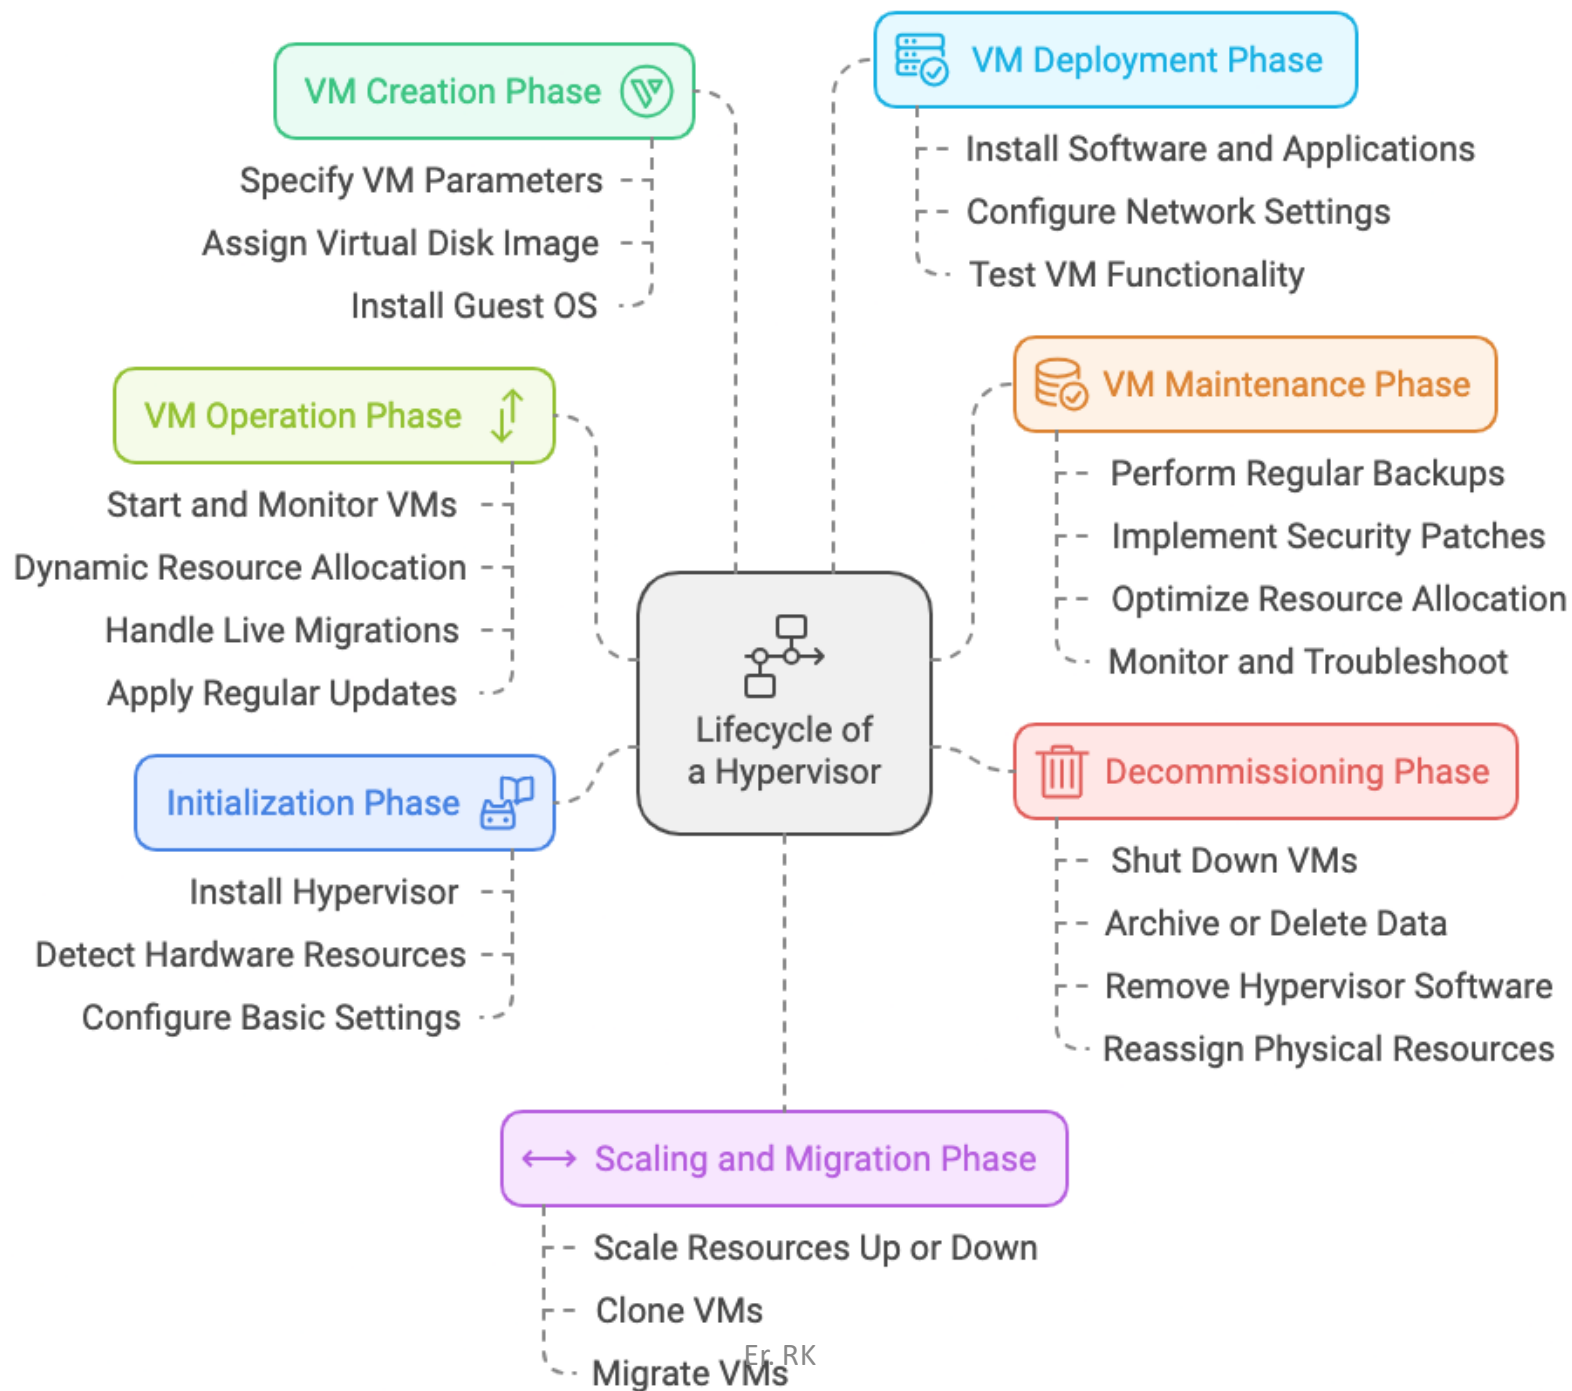 VM Creation Phase
Specify VM Parameters
Assign Virtual Disk Image
Install Guest OS
VM Deployment Phase
Install Software and Applications
Configure Network Settings
Test VM Functionality
VM Operation Phase
Start and Monitor VMs
Dynamic Resource Allocation
Handle Live Migrations
Apply Regular Updates
VM Maintenance Phase
Perform Regular Backups
Implement Security Patches
Optimize Resource Allocation
Monitor and Troubleshoot
Lifecycle of
a Hypervisor
Initialization Phase
Install Hypervisor
Detect Hardware Resources
Configure Basic Settings
Decommissioning Phase
Shut Down VMs
Archive or Delete Data
Remove Hypervisor Software
Reassign Physical Resources
Scaling and Migration Phase
Scale Resources Up or Down
Clone VMs
Er. RK
Migrate VMs